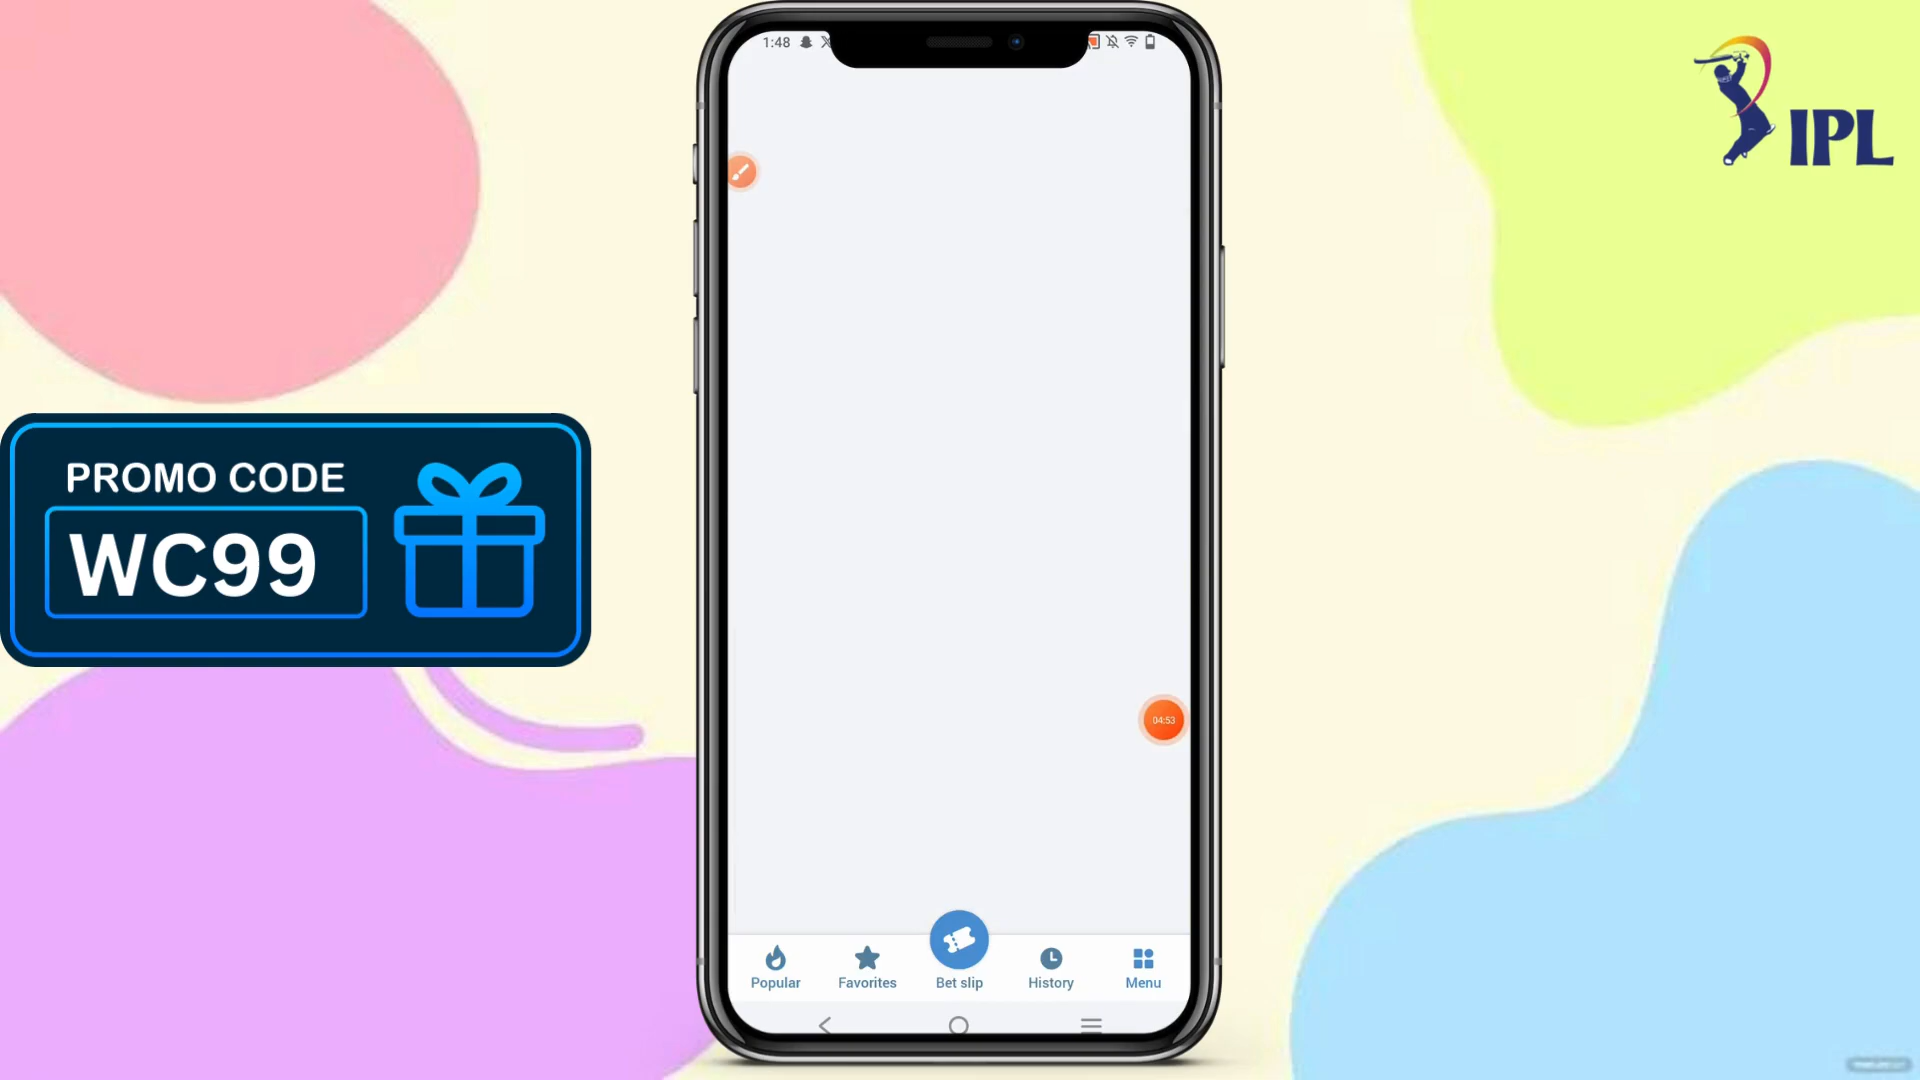 1:48
IPL
PROMO CODE
WC99
04:53
Popular
Favorites
Bet slip
History
Menu